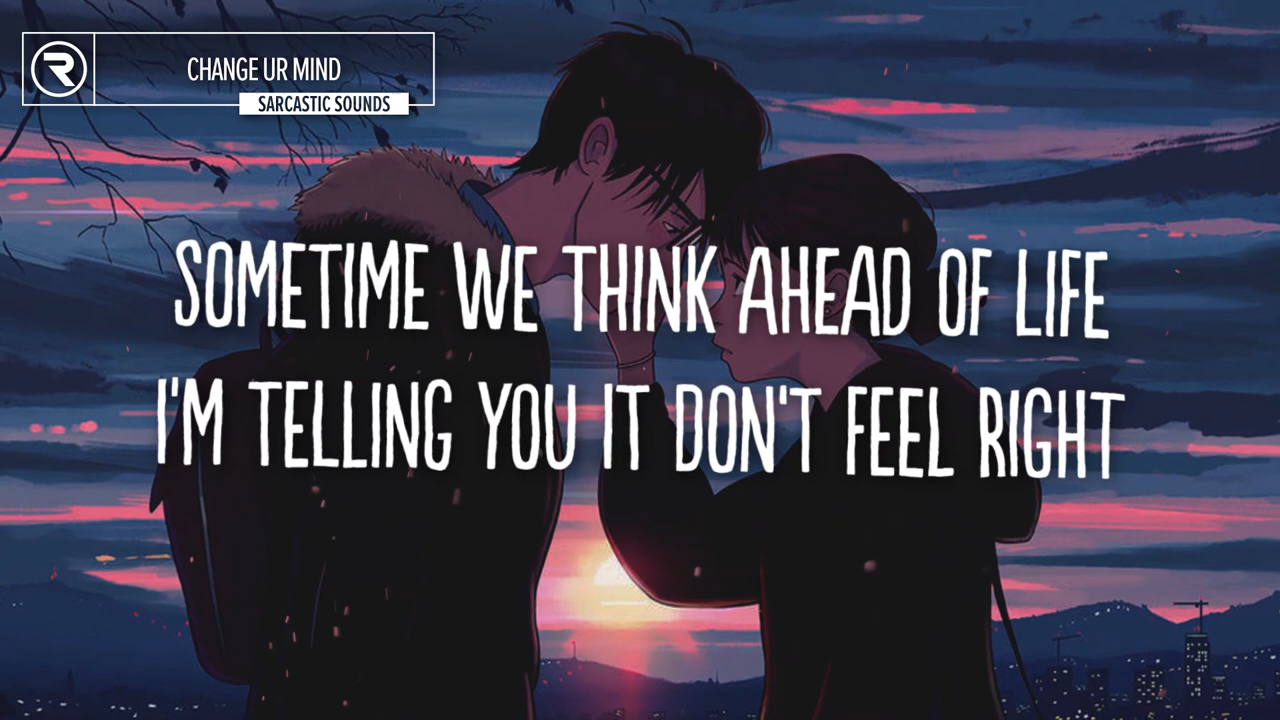 CHANGE UR MIND
SARCASTIC SOUNDS
SOMETIME WE THINK AHEAD OF LIFE
I'M TELLING YOU IT DON'T FEEL RIGHT